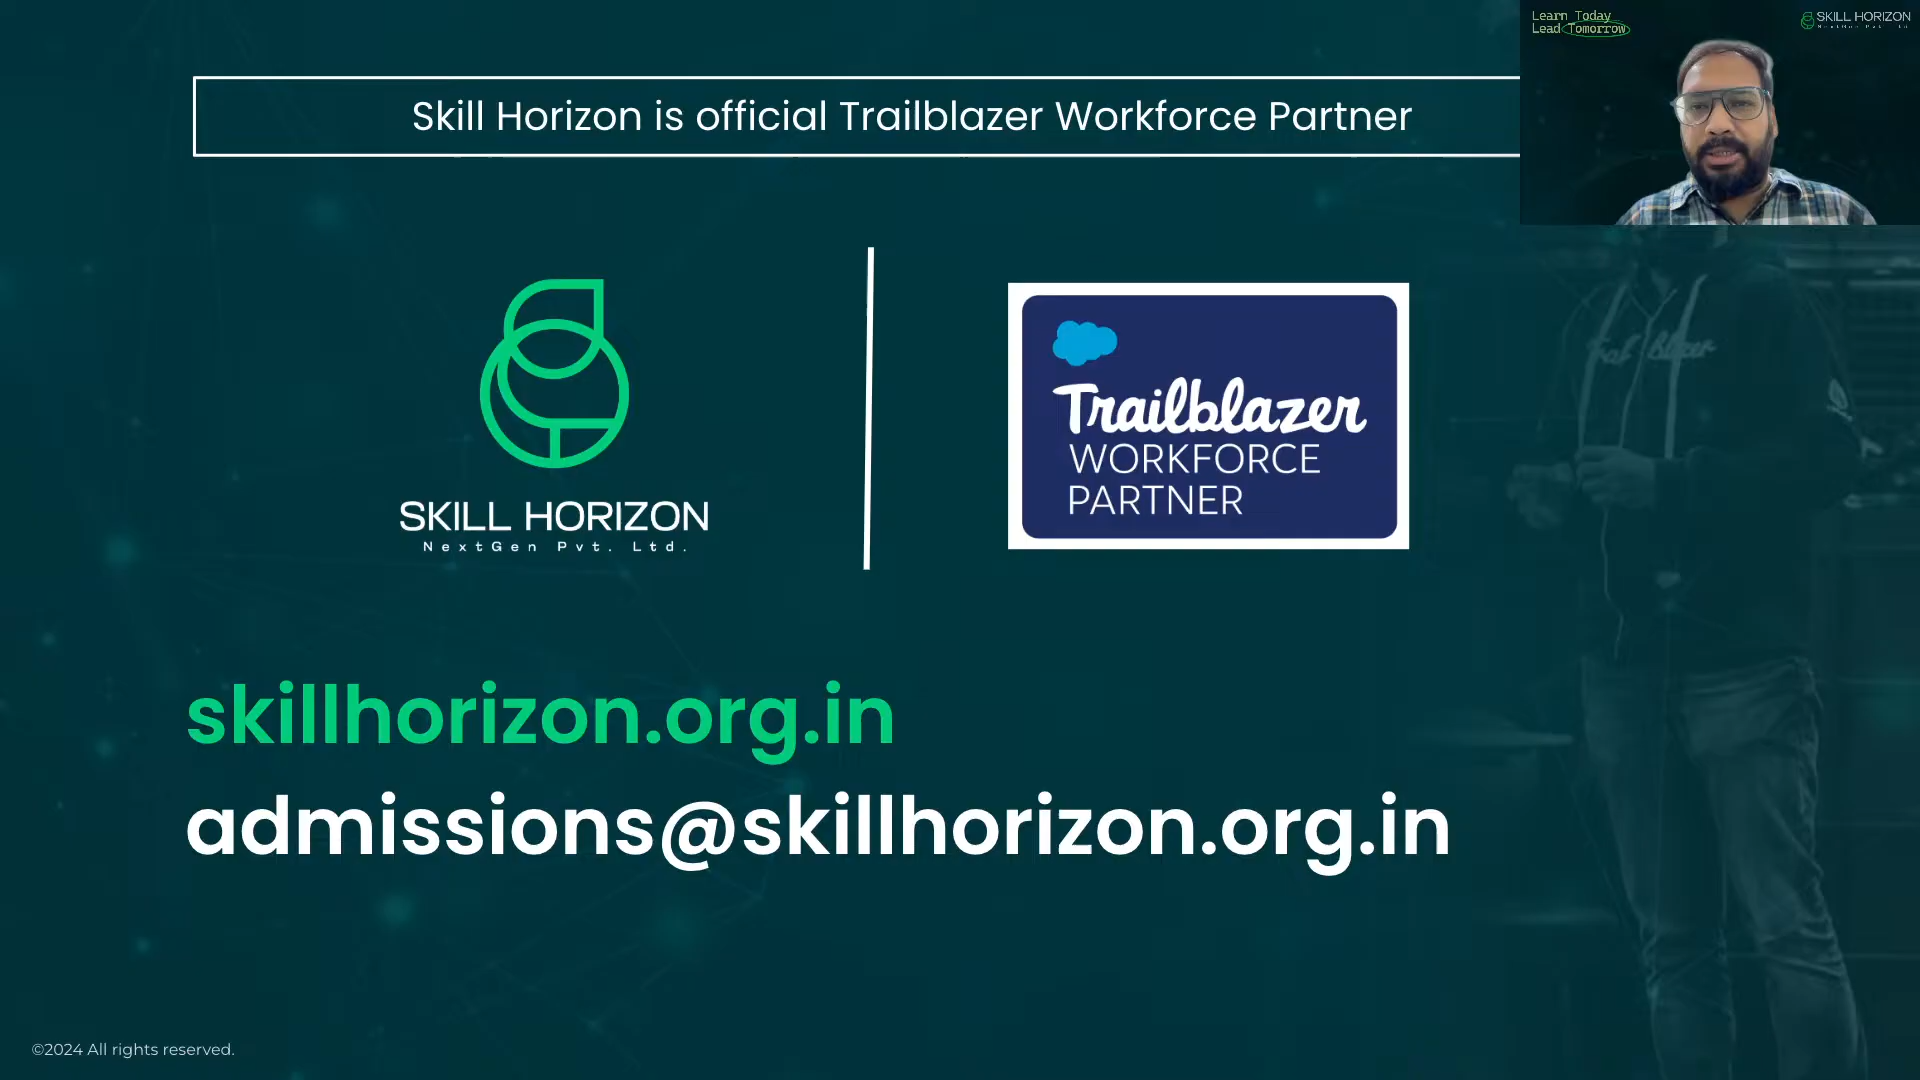 Learn Today
Lead Tomorrow
SKILL HORIZON
Skill Horizon is official Trailblazer Workforce Partner
SKILL HORIZON
NextGen Pvt. Ltd.
Trailblazer
WORKFORCE
PARTNER
skillhorizon.org.in
admissions@skillhorizon.org.in
©2024 All rights reserved.